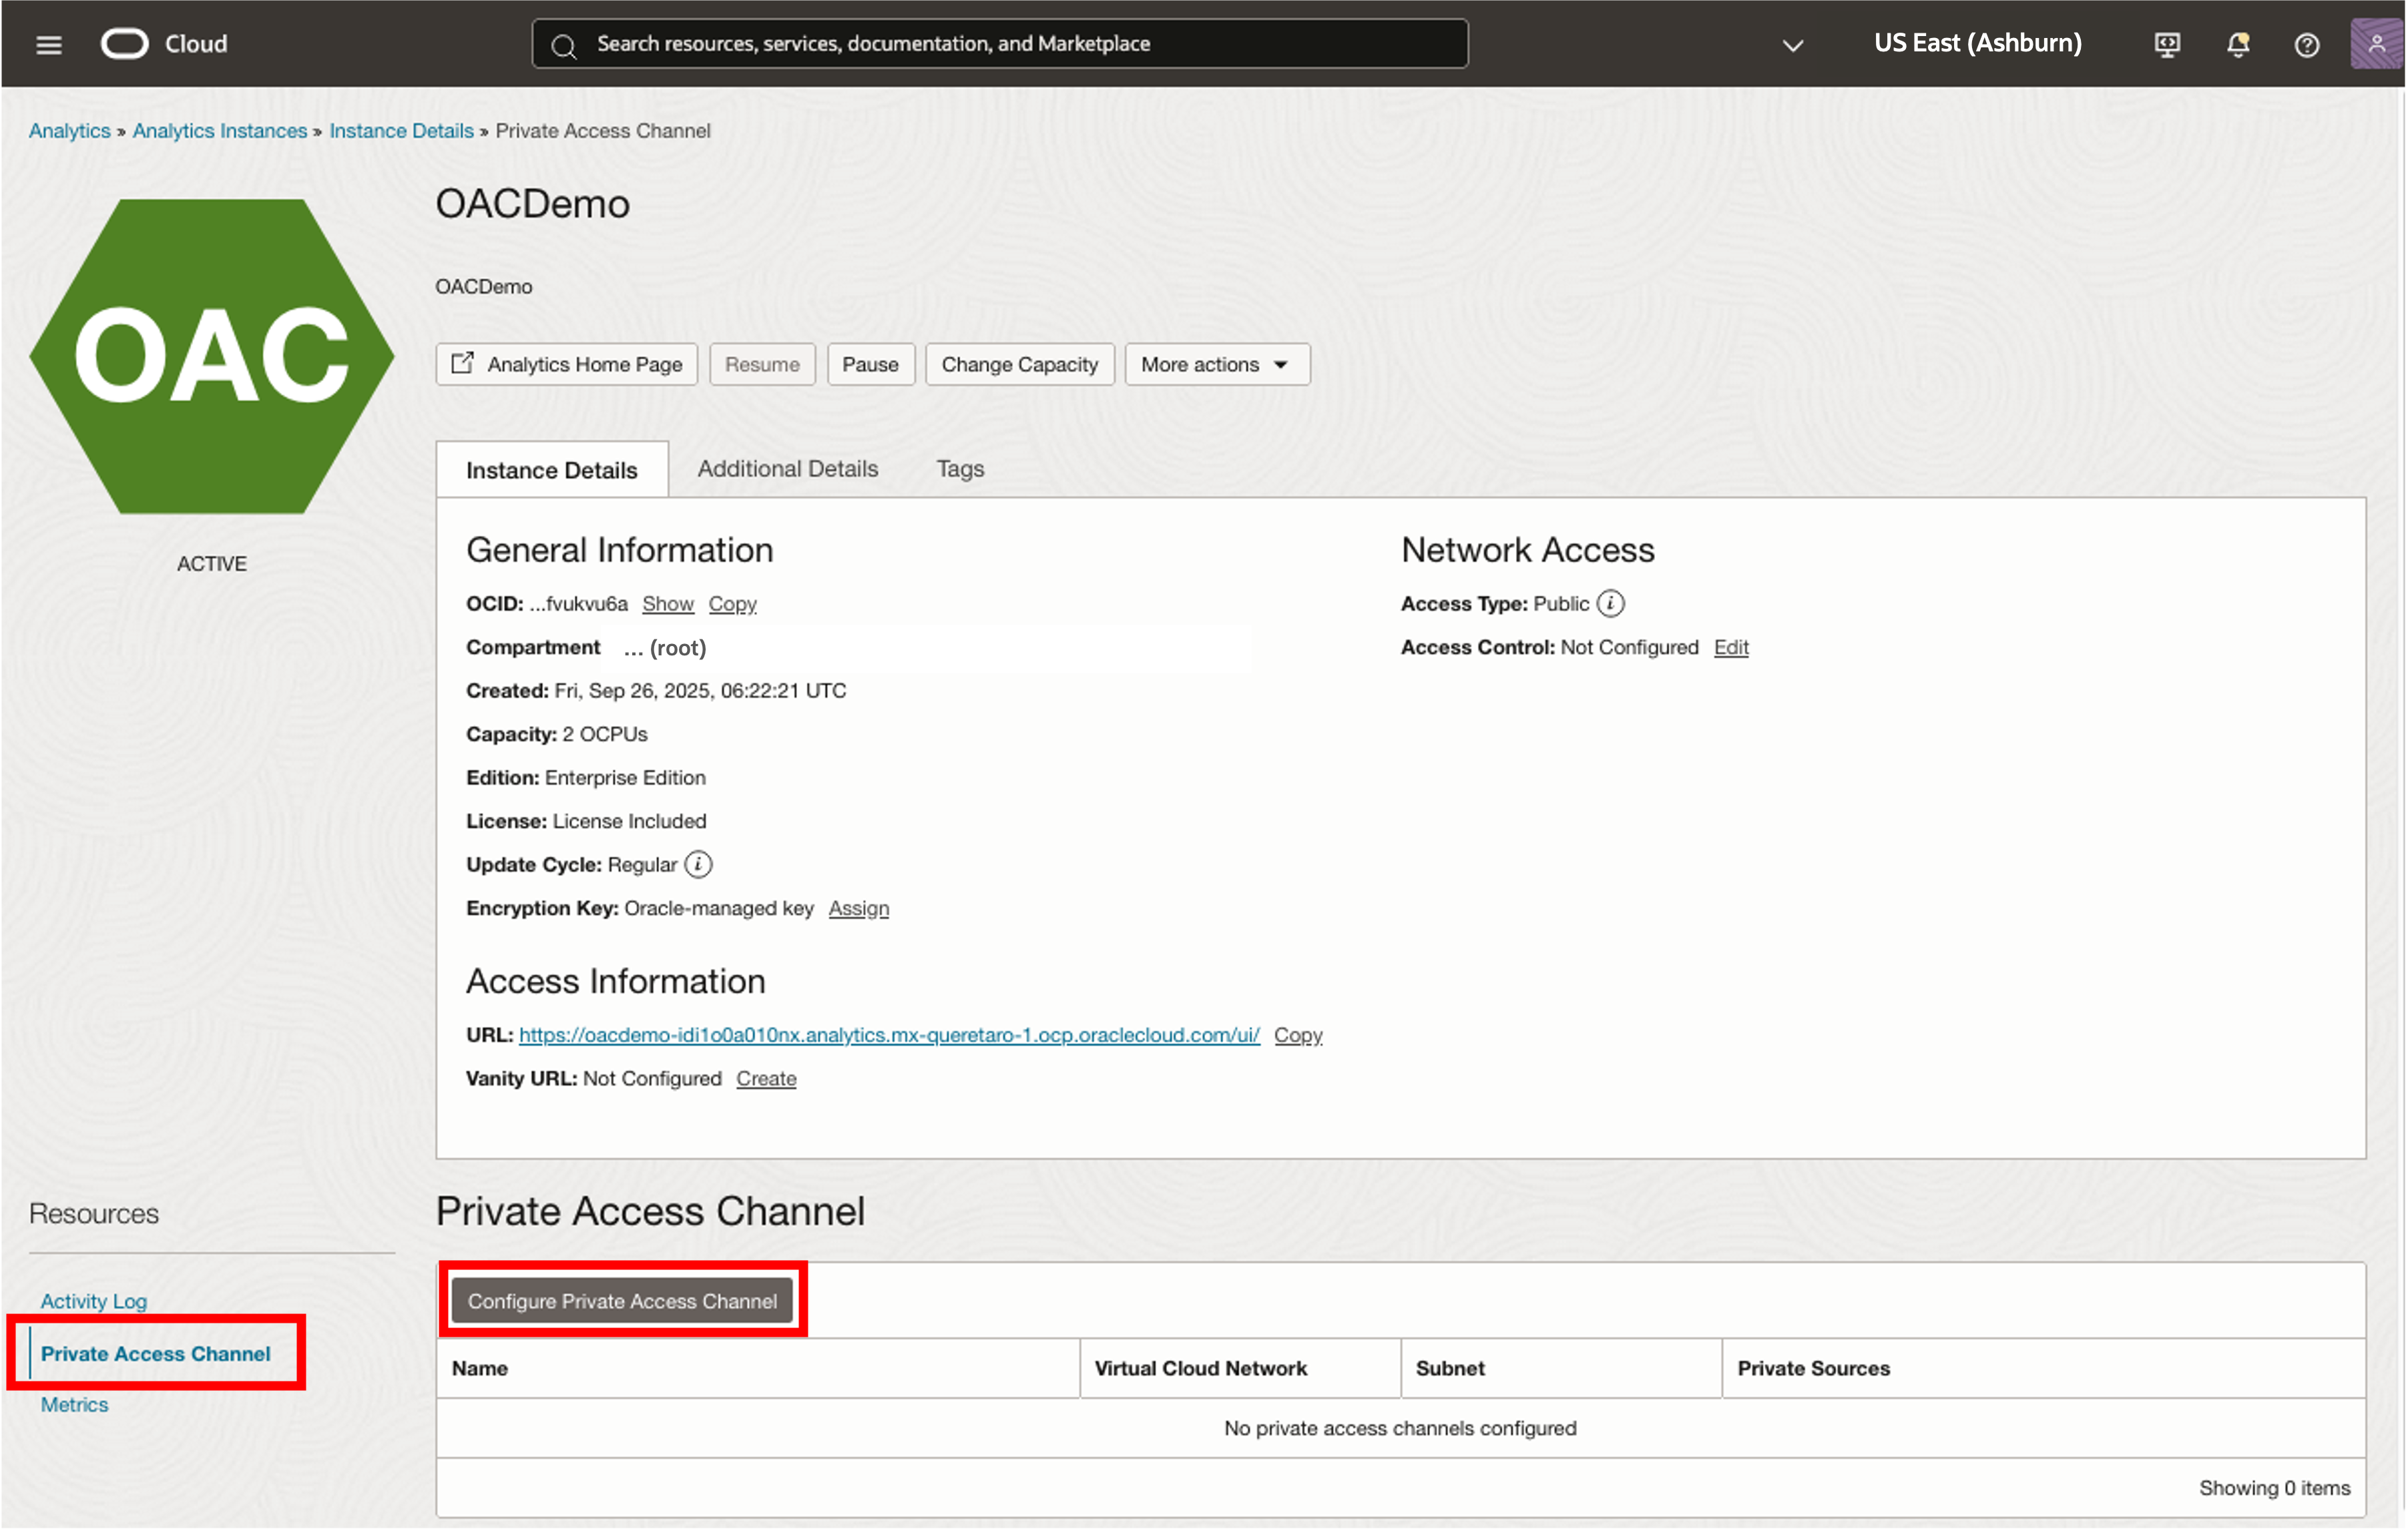 Cloud
Search resources, services, documentation, and Marketplace
US East (Ashburn)
Analytics » Analytics Instances » Instance Details » Private Access Channel
OAC
ACTIVE
OACDemo
OACDemo
Analytics Home Page
Resume
Pause
Change Capacity
More actions
Instance Details
Additional Details
Tags
General Information
OCID: ...fvukvu6a Show Copy
Compartment ... (root)
Created: Fri, Sep 26, 2025, 06:22:21 UTC
Capacity: 2 OCPUs
Edition: Enterprise Edition
License: License Included
Update Cycle: Regular
Encryption Key: Oracle-managed key Assign
Network Access
Access Type: Public
Access Control: Not Configured Edit
Access Information
URL: https://oacdemo-idi1o0a010nx.analytics.mx-queretaro-1.ocp.oraclecloud.com/ui/ Copy
Vanity URL: Not Configured Create
Resources
Activity Log
Private Access Channel
Metrics
Private Access Channel
Configure Private Access Channel
Name
Virtual Cloud Network
Subnet
Private Sources
No private access channels configured
Showing 0 items